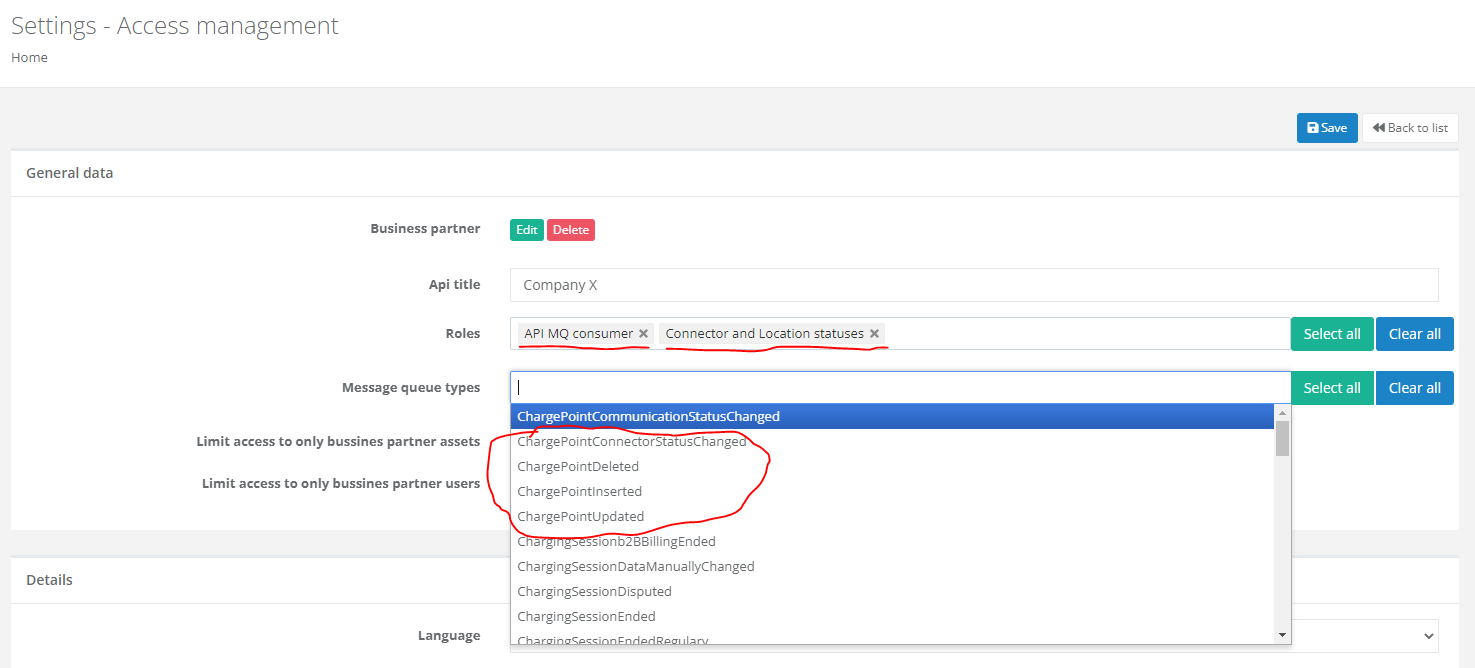 Settings - Access management
Home
Save Back to list
General data
Business partner Edit Delete
Api title Company X
Roles API MQ consumer × Connector and Location statuses × Select all Clear all
Message queue types Select all Clear all
ChargePointCommunicationStatusChanged
Limit access to only bussines partner assets ChargePointConnectorStatusChanged
ChargePointDeleted
Limit access to only bussines partner users ChargePointInserted
ChargePointUpdated
ChargingSessionb2BBillingEnded
ChargingSessionDataManuallyChanged
Details
ChargingSessionDisputed
ChargingSessionEnded
Language ChargingSessionEndedRegulary